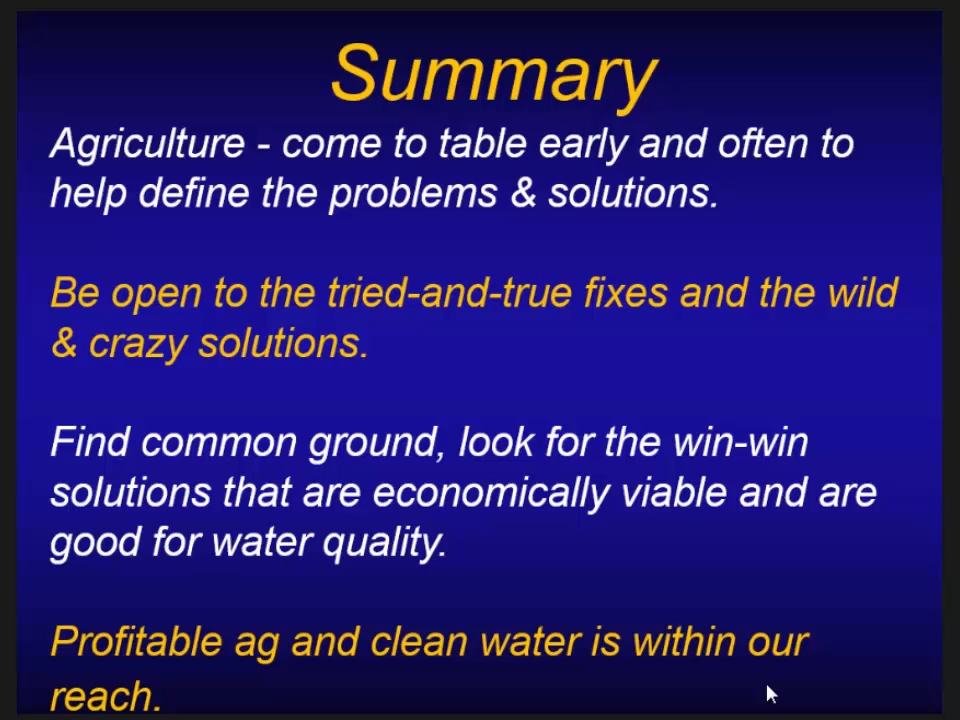 Summary
Agriculture - come to table early and often to
help define the problems & solutions.
Be open to the tried-and-true fixes and the wild
& crazy solutions.
Find common ground, look for the win-win
solutions that are economically viable and are
good for water quality.
Profitable ag and clean water is within our
reach.